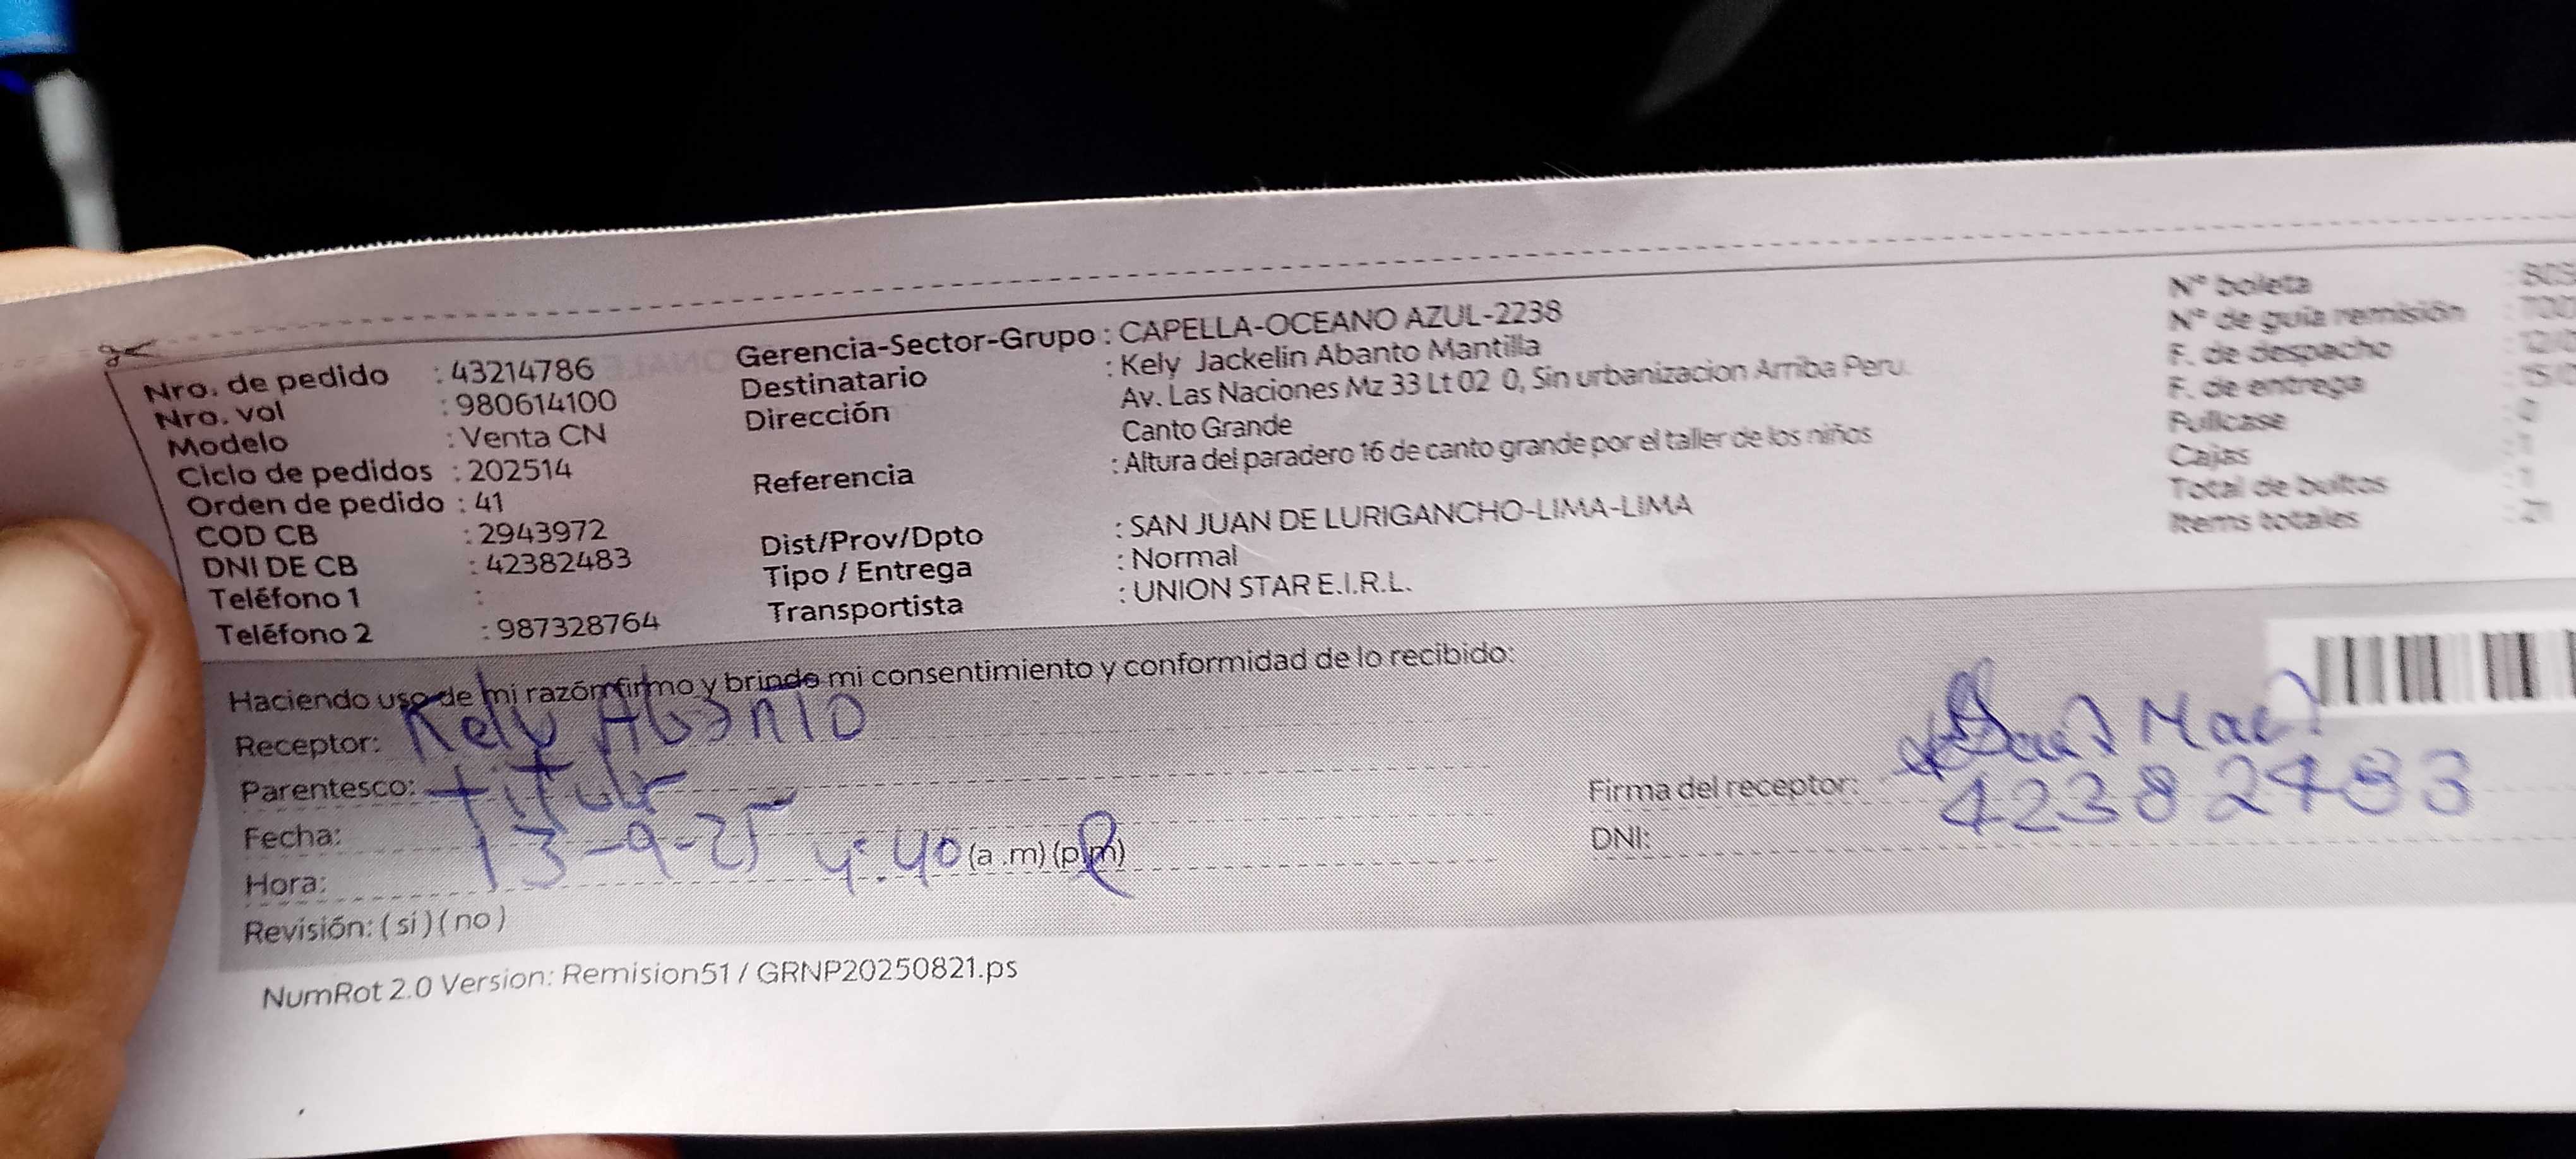 Nro. de pedido : 43214786
Nro. vol : 980614100
Modelo : Venta CN
Ciclo de pedidos : 202514
Orden de pedido : 41
COD CB : 2943972
DNI DE CB : 42382483
Teléfono 1 :
Teléfono 2 : 987328764
Gerencia-Sector-Grupo : CAPELLA-OCEANO AZUL-2238
Destinatario : Kely Jackelin Abanto Mantilla
Dirección Av. Las Naciones Mz 33 Lt 02 0, Sin urbanizacion Arriba Peru.
Canto Grande
Referencia : Altura del paradero 16 de canto grande por el taller de los niños
Dist/Prov/Dpto : SAN JUAN DE LURIGANCHO-LIMA-LIMA
Tipo / Entrega : Normal
Transportista : UNION STAR E.I.R.L.
N° boleta
N° de guía remisión
F. de despacho
F. de entrega
Fullcase : 0
Cajas : 1
Total de bultos : 1
Items totales : 21
Haciendo uso de mi razón firmo y brindo mi consentimiento y conformidad de lo recibido:
Receptor: Kely Abanto
Parentesco: titular
Fecha: 13-9-25
Hora: 4:40 (a .m) (p.m)
Revisión: ( si ) ( no )
Firma del receptor:
DNI: 42382483
NumRot 2.0 Version: Remision51 / GRNP20250821.ps